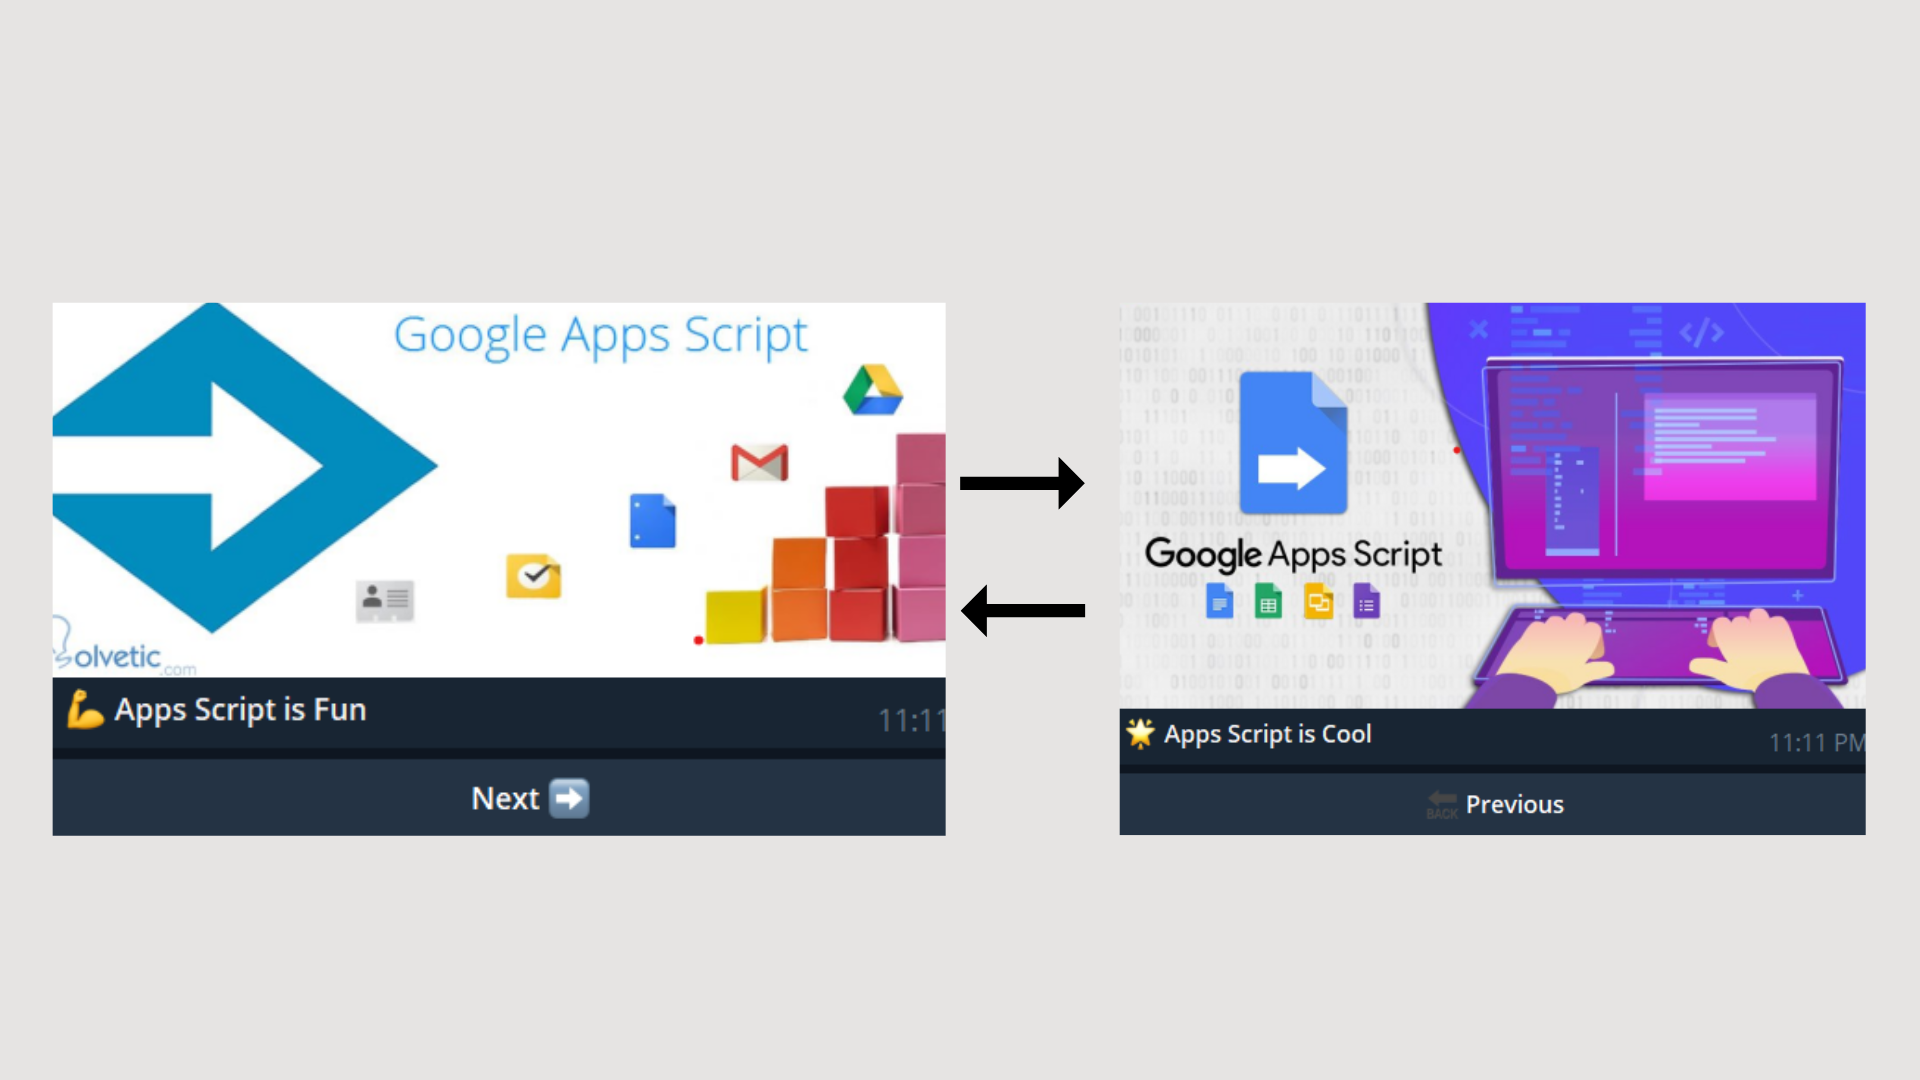 Google Apps Script
olvetic.com
💪 Apps Script is Fun
11:11
Next ➡️
</>
Google Apps Script
🌟 Apps Script is Cool
11:11 PM
BACK Previous